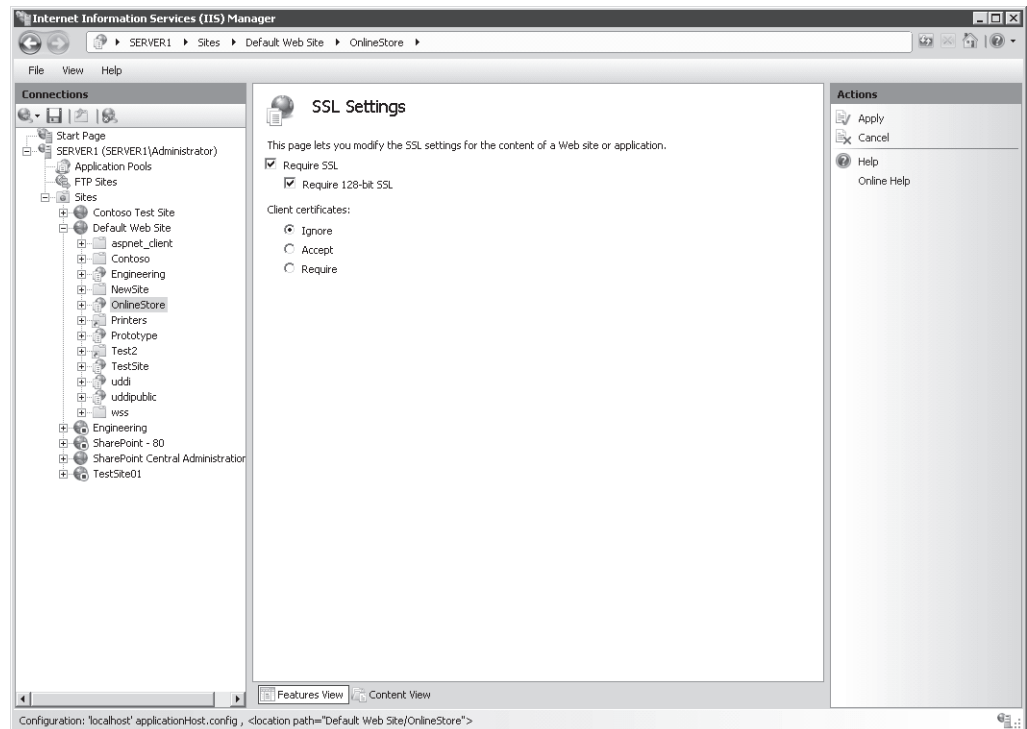 Internet Information Services (IIS) Manager
SERVER1 Sites Default Web Site OnlineStore
File View Help
Connections
Start Page
SERVER1 (SERVER1\Administrator)
Application Pools
FTP Sites
Sites
Contoso Test Site
Default Web Site
aspnet_client
Contoso
Engineering
NewSite
OnlineStore
Printers
Prototype
Test2
TestSite
uddi
uddipublic
wss
Engineering
SharePoint - 80
SharePoint Central Administration
TestSite01
SSL Settings
This page lets you modify the SSL settings for the content of a Web site or application.
Require SSL
Require 128-bit SSL
Client certificates:
Ignore
Accept
Require
Features View Content View
Actions
Apply
Cancel
Help
Online Help
Configuration: 'localhost' applicationHost.config , <location path="Default Web Site/OnlineStore">